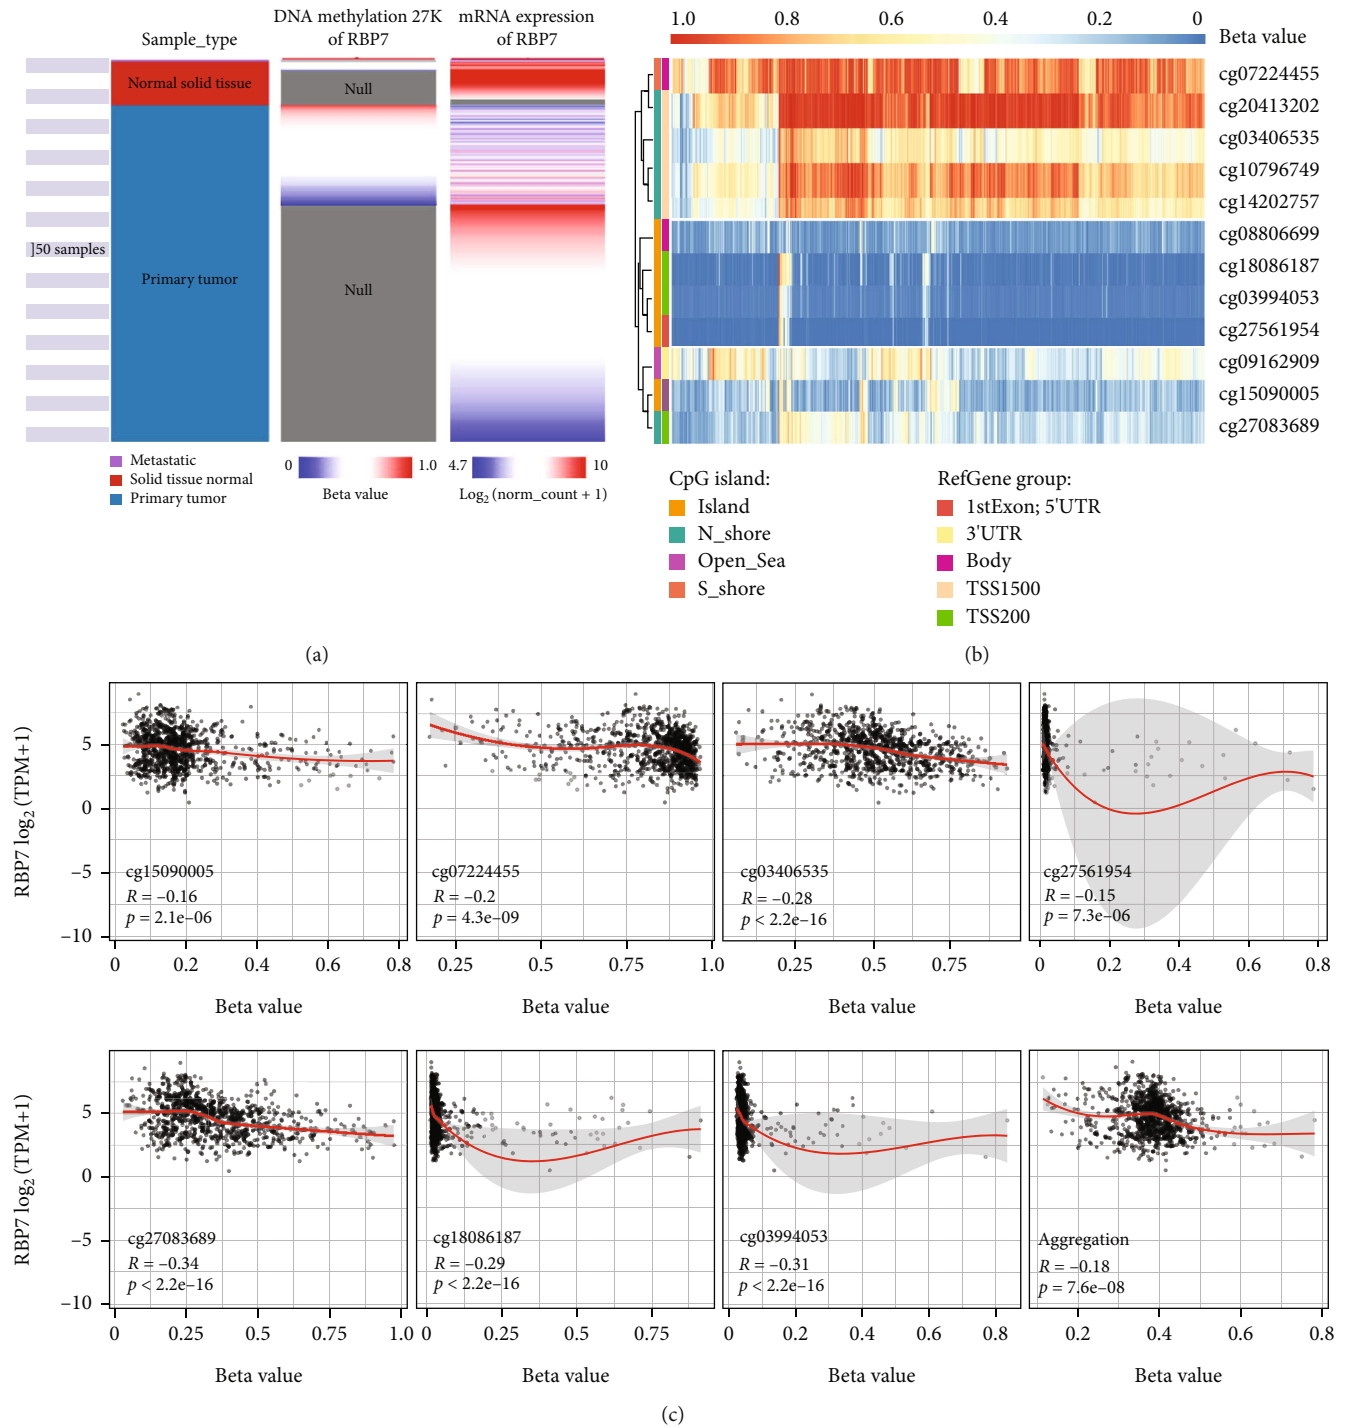 DNA methylation 27K
of RBP7
mRNA expression
of RBP7
Sample_type
Normal solid tissue
Null
]50 samples
Primary tumor
Null
Metastatic
Solid tissue normal
Primary tumor
0 1.0
Beta value
4.7 10
Log₂ (norm_count + 1)
(a)
1.0 0.8 0.6 0.4 0.2 0
Beta value
cg07224455
cg20413202
cg03406535
cg10796749
cg14202757
cg08806699
cg18086187
cg03994053
cg27561954
cg09162909
cg15090005
cg27083689
CpG island:
Island
N_shore
Open_Sea
S_shore
RefGene group:
1stExon; 5'UTR
3'UTR
Body
TSS1500
TSS200
(b)
RBP7 log₂ (TPM+1)
5
0
−5
−10
cg15090005
R = −0.16
p = 2.1e−06
0 0.2 0.4 0.6 0.8
Beta value
cg07224455
R = −0.2
p = 4.3e−09
0.25 0.5 0.75 1.0
Beta value
cg03406535
R = −0.28
p < 2.2e−16
0.25 0.5 0.75
Beta value
cg27561954
R = −0.15
p = 7.3e−06
0 0.2 0.4 0.6 0.8
Beta value
RBP7 log₂ (TPM+1)
5
0
−5
−10
cg27083689
R = −0.34
p < 2.2e−16
0 0.25 0.5 0.75 1.0
Beta value
cg18086187
R = −0.29
p < 2.2e−16
0 0.25 0.50 0.75
Beta value
cg03994053
R = −0.31
p < 2.2e−16
0 0.2 0.4 0.6 0.8
Beta value
Aggregation
R = −0.18
p = 7.6e−08
0.2 0.4 0.6 0.8
Beta value
(c)